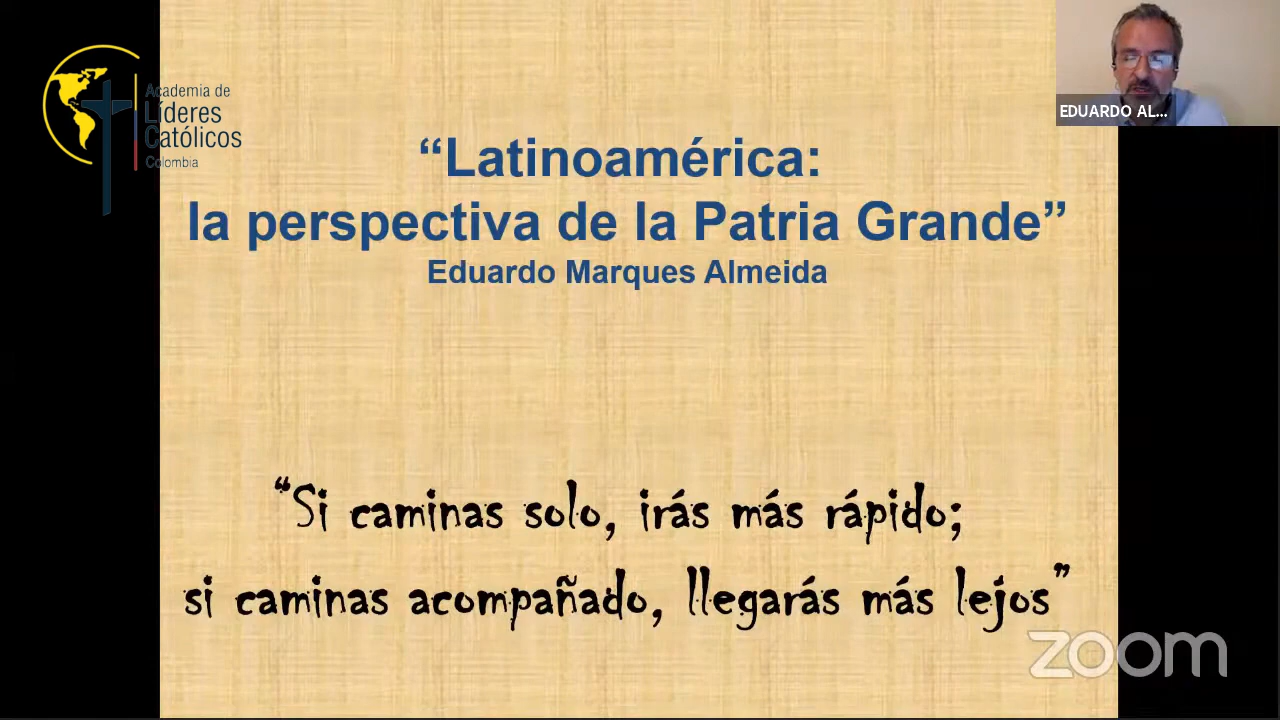 Academia de
Líderes
Católicos
Colombia
EDUARDO AL...
“Latinoamérica:
la perspectiva de la Patria Grande”
Eduardo Marques Almeida
“Si caminas solo, irás más rápido;
si caminas acompañado, llegarás más lejos”
zoom